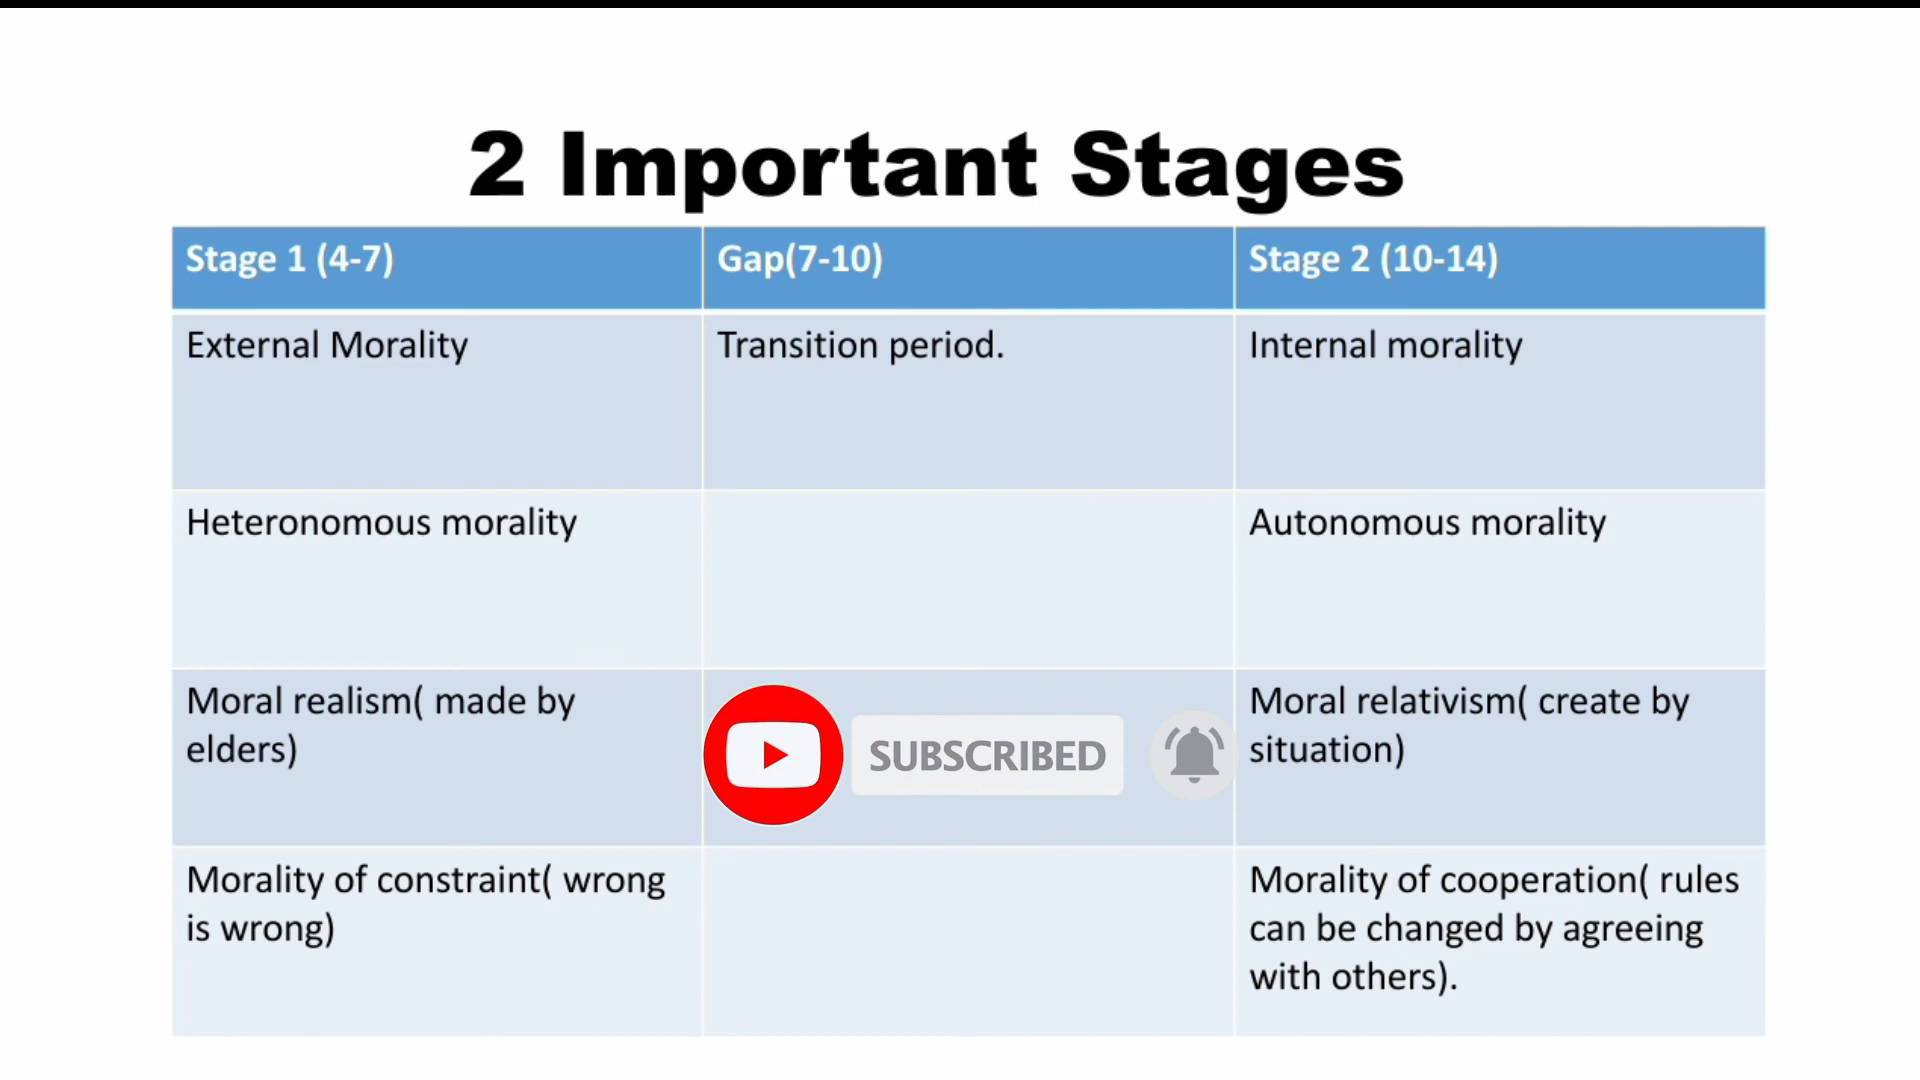 2 Important Stages
Stage 1 (4-7)
Gap(7-10)
Stage 2 (10-14)
External Morality
Transition period.
Internal morality
Heteronomous morality
Autonomous morality
Moral realism( made by
elders)
SUBSCRIBED
Moral relativism( create by
situation)
Morality of constraint( wrong
is wrong)
Morality of cooperation( rules
can be changed by agreeing
with others).